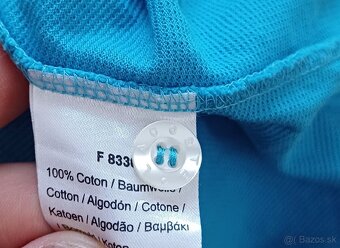 F 833
100% Coton / Baumwolle /
Cotton / Algodón / Cotone /
Katoen / Algodão / Βαμβάκι
Bazos.sk